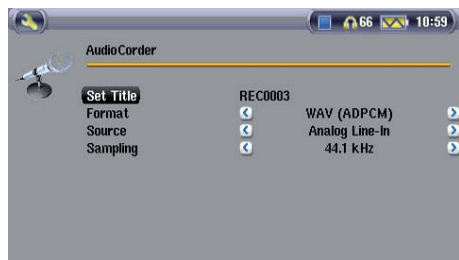 66 10:59
AudioCorder
Set Title REC0003
Format WAV (ADPCM)
Source Analog Line-In
Sampling 44.1 kHz